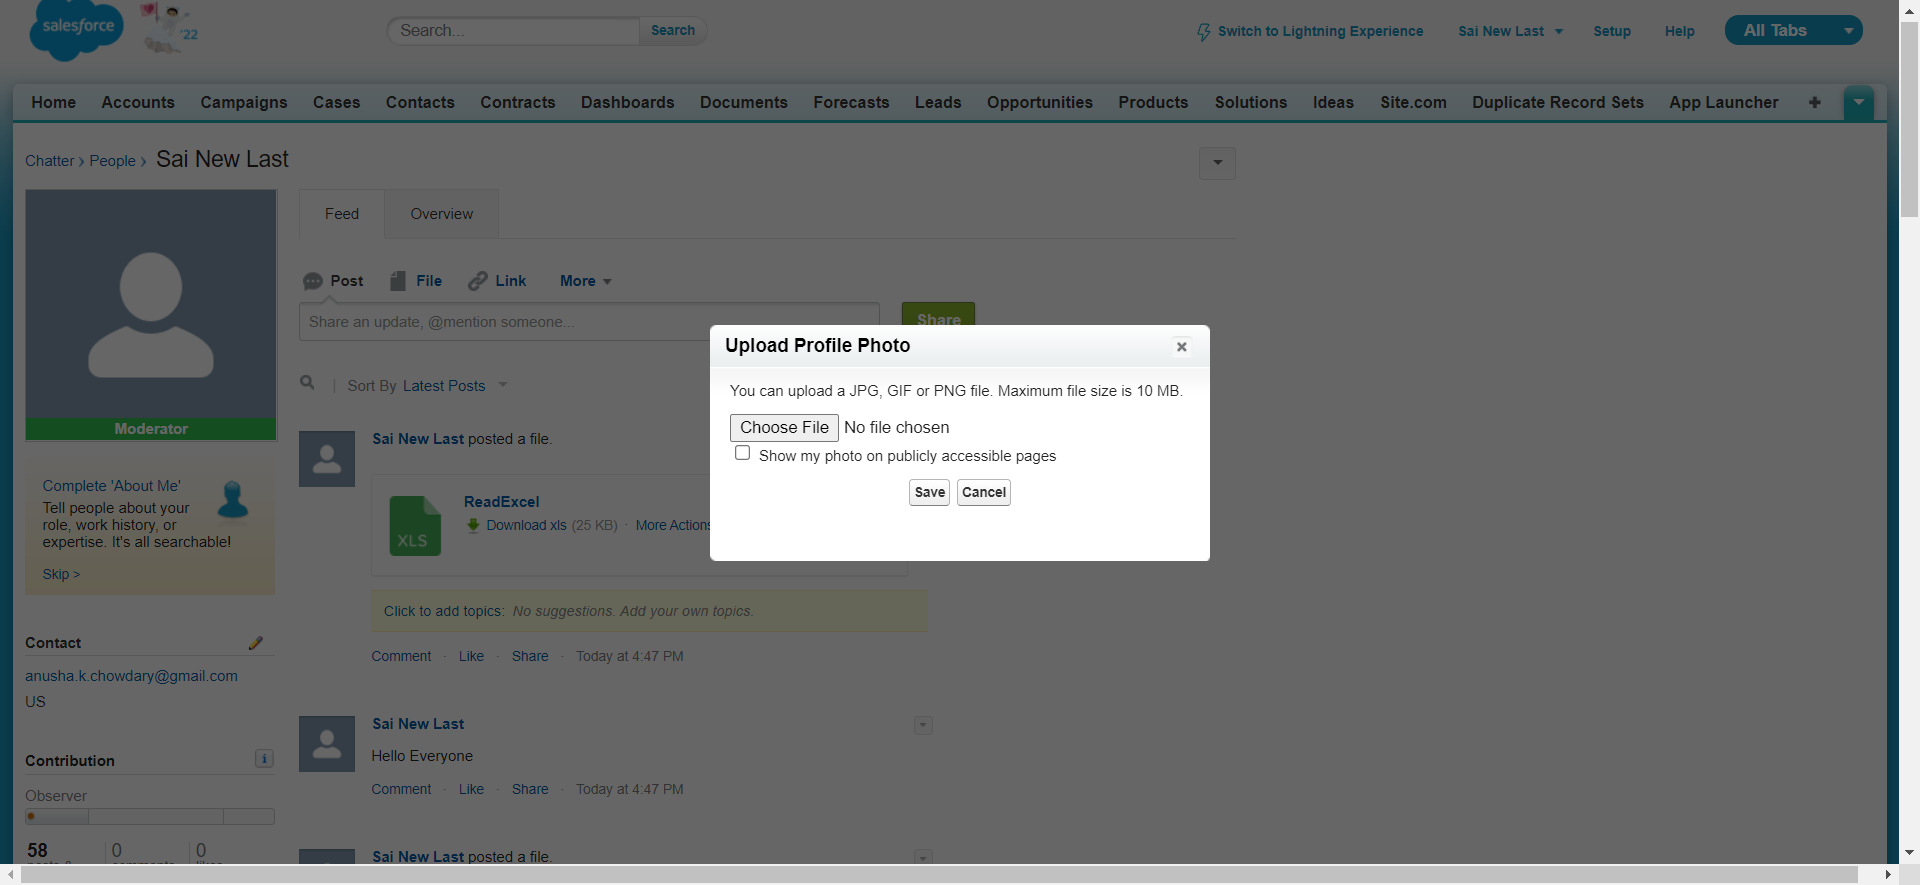 salesforce
'22
Search...
Search
Switch to Lightning Experience
Sai New Last
Setup
Help
All Tabs
Home Accounts Campaigns Cases Contacts Contracts Dashboards Documents Forecasts Leads Opportunities Products Solutions Ideas Site.com Duplicate Record Sets App Launcher +
Chatter › People › Sai New Last
Feed
Overview
Post
File
Link
More
Share an update, @mention someone...
Share
Sort By Latest Posts
Moderator
Complete 'About Me'
Tell people about your
role, work history, or
expertise. It's all searchable!
Skip >
Contact
anusha.k.chowdary@gmail.com
US
Contribution
i
Observer
58
0
0
Sai New Last posted a file.
XLS
ReadExcel
Download xls (25 KB) · More Actions
Click to add topics: No suggestions. Add your own topics.
Comment · Like · Share · Today at 4:47 PM
Sai New Last
Hello Everyone
Comment · Like · Share · Today at 4:47 PM
Sai New Last posted a file.
Upload Profile Photo
You can upload a JPG, GIF or PNG file. Maximum file size is 10 MB.
Choose File No file chosen
Show my photo on publicly accessible pages
Save
Cancel